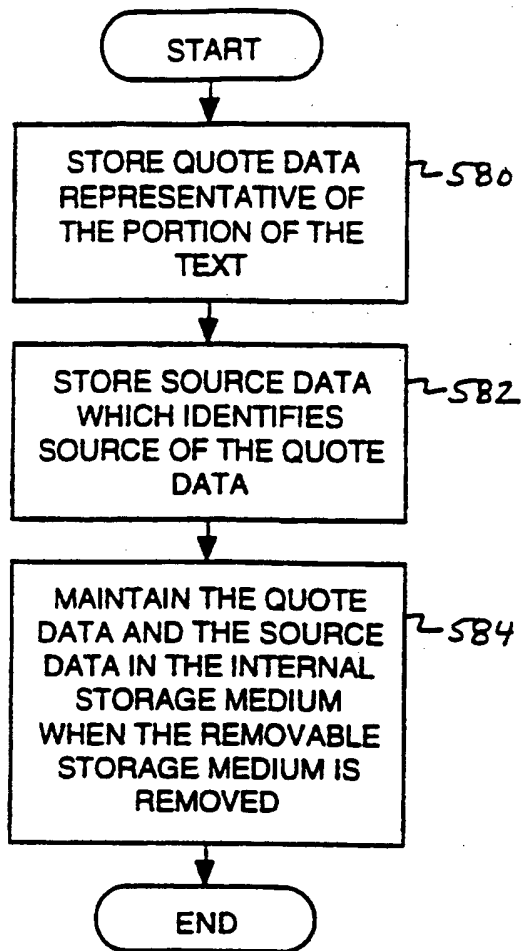 START
STORE QUOTE DATA
REPRESENTATIVE OF
THE PORTION OF THE
TEXT
580
STORE SOURCE DATA
WHICH IDENTIFIES
SOURCE OF THE QUOTE
DATA
582
MAINTAIN THE QUOTE
DATA AND THE SOURCE
DATA IN THE INTERNAL
STORAGE MEDIUM
WHEN THE REMOVABLE
STORAGE MEDIUM IS
REMOVED
584
END